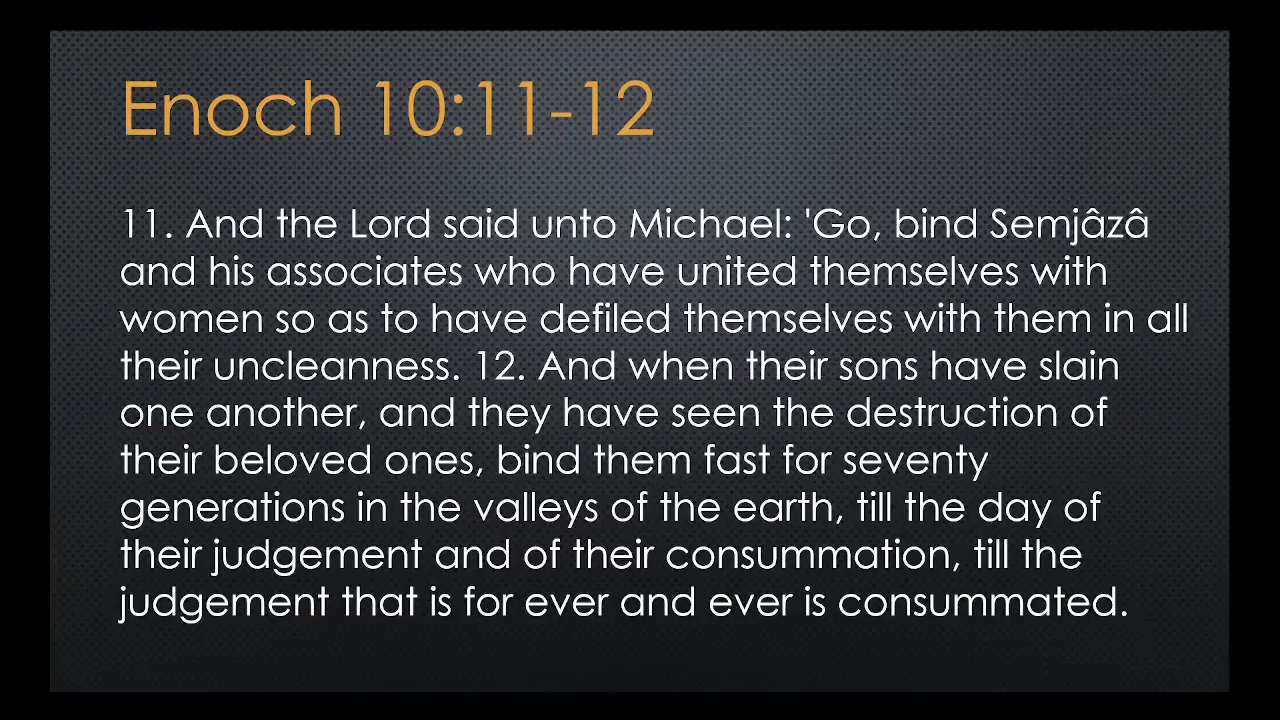 Enoch 10:11-12
11. And the Lord said unto Michael: 'Go, bind Semjâzâ
and his associates who have united themselves with
women so as to have defiled themselves with them in all
their uncleanness. 12. And when their sons have slain
one another, and they have seen the destruction of
their beloved ones, bind them fast for seventy
generations in the valleys of the earth, till the day of
their judgement and of their consummation, till the
judgement that is for ever and ever is consummated.